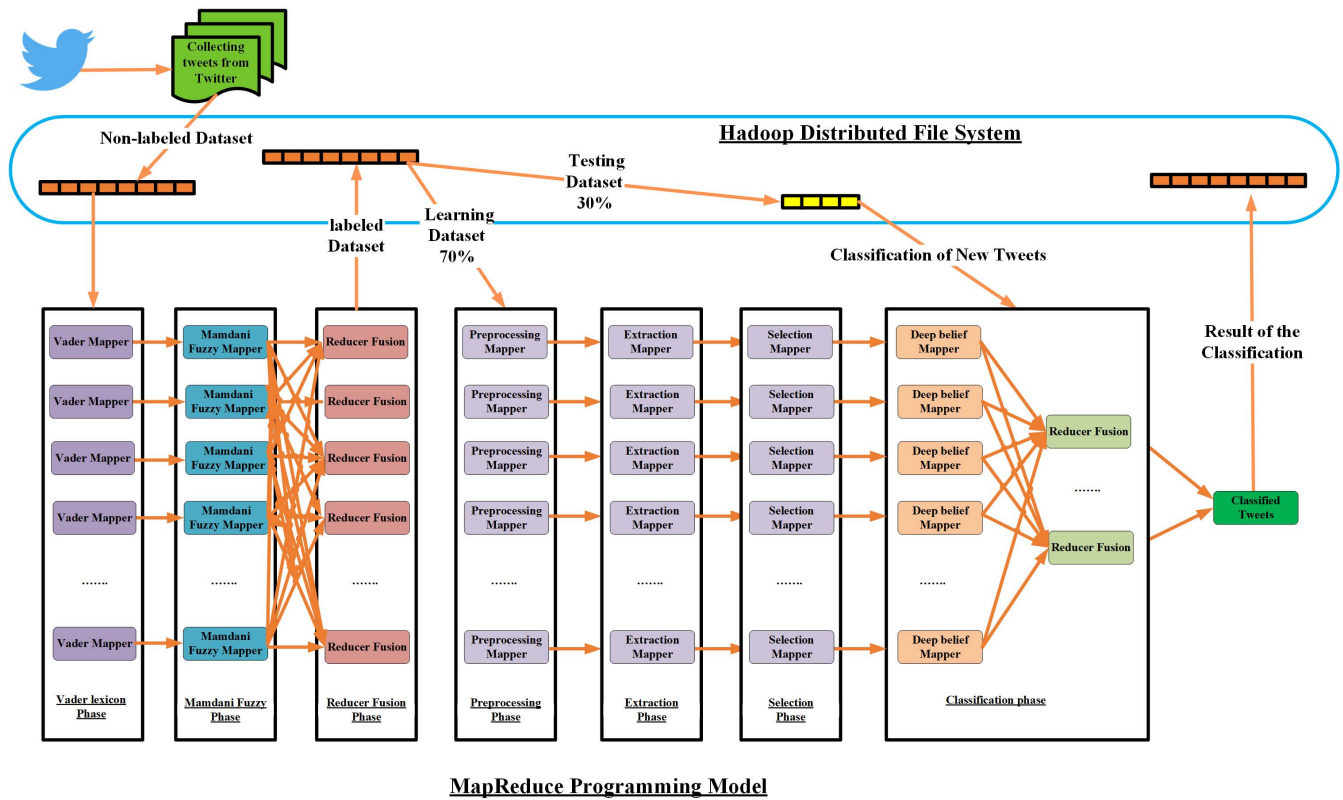 Collecting
tweets from
Twitter
Non-labeled Dataset
Hadoop Distributed File System
Testing
Dataset
30%
labeled
Dataset
Learning
Dataset
70%
Classification of New Tweets
Result of the
Classification
Vader Mapper
Vader Mapper
Vader Mapper
Vader Mapper
.......
Vader Mapper
Vader lexicon
Phase
Mamdani
Fuzzy Mapper
Mamdani
Fuzzy Mapper
Mamdani
Fuzzy Mapper
Mamdani
Fuzzy Mapper
.......
Mamdani
Fuzzy Mapper
Mamdani Fuzzy
Phase
Reducer Fusion
Reducer Fusion
Reducer Fusion
Reducer Fusion
.......
Reducer Fusion
Reducer Fusion
Phase
Preprocessing
Mapper
Preprocessing
Mapper
Preprocessing
Mapper
Preprocessing
Mapper
.......
Preprocessing
Mapper
Preprocessing
Phase
Extraction
Mapper
Extraction
Mapper
Extraction
Mapper
Extraction
Mapper
.......
Extraction
Mapper
Extraction
Phase
Selection
Mapper
Selection
Mapper
Selection
Mapper
Selection
Mapper
.......
Selection
Mapper
Selection
Phase
Deep belief
Mapper
Deep belief
Mapper
Deep belief
Mapper
Deep belief
Mapper
.......
Deep belief
Mapper
Reducer Fusion
.......
Reducer Fusion
Classification phase
Classified
Tweets
MapReduce Programming Model